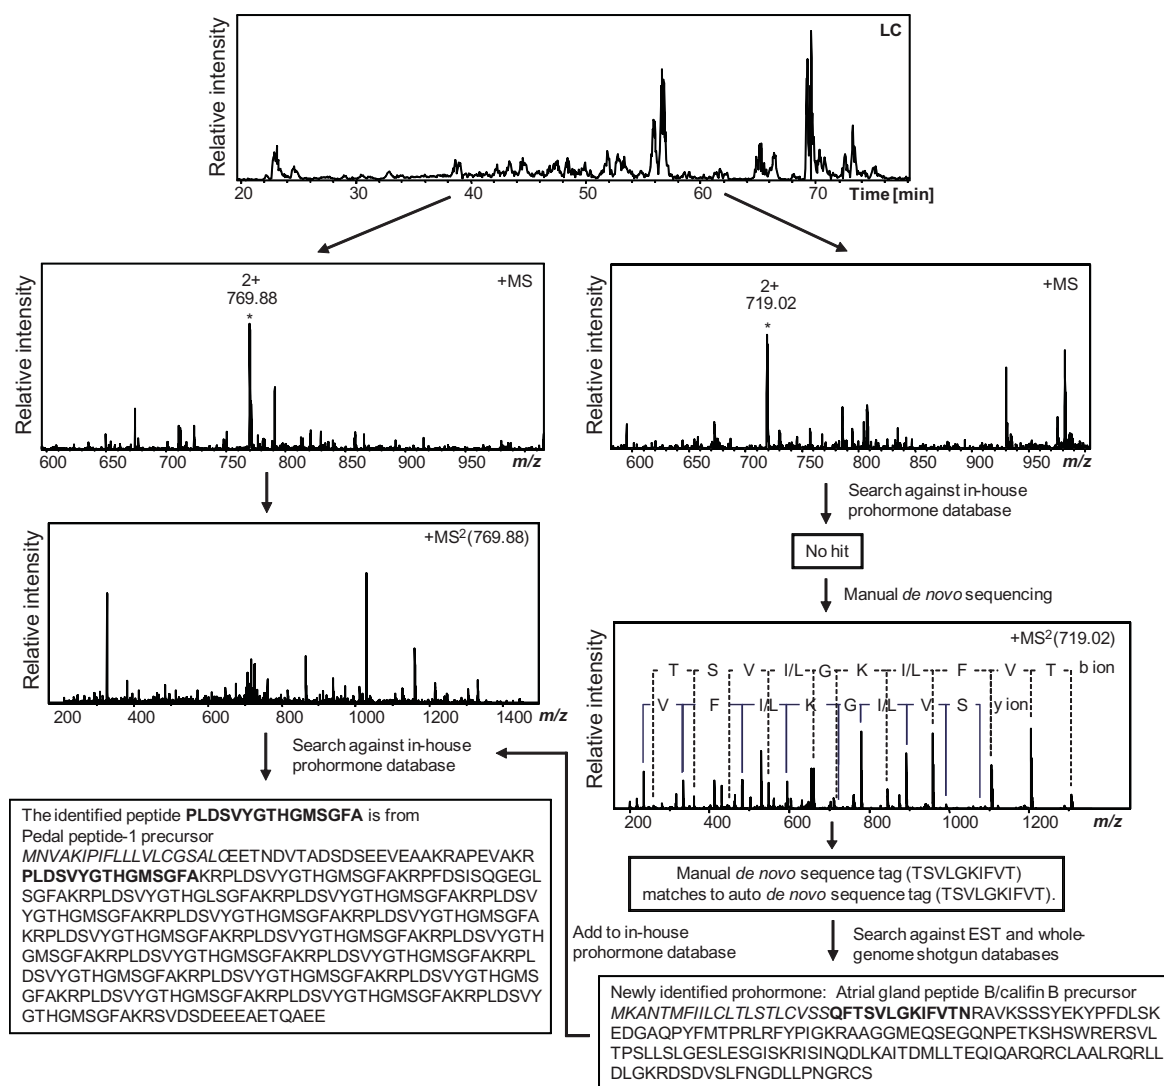 LC
Relative intensity
20 30 40 50 60 70 Time [min]
2+
769.88
*
+MS
Relative intensity
600 650 700 750 800 850 900 950 m/z
2+
719.02
*
+MS
Relative intensity
600 650 700 750 800 850 900 950 m/z
Search against in-house
prohormone database
No hit
Manual de novo sequencing
+MS2(769.88)
Relative intensity
200 400 600 800 1000 1200 1400 m/z
+MS2(719.02)
Relative intensity
T S V I/L G K I/L F V T b ion
V F I/L K G I/L V S y ion
200 400 600 800 1000 1200 m/z
Search against in-house
prohormone database
The identified peptide PLDSVYGTHGMSGFA is from
Pedal peptide-1 precursor
MNVAKIPIFLLLVLCGSALCEETNDVTADSDSEEVEAAKRAPEVAKR
PLDSVYGTHGMSGFAKRPLDSVYGTHGMSGFAKRPFDSISQGEGL
SGFAKRPLDSVYGTHGLSGFAKRPLDSVYGTHGMSGFAKRPLDSV
YGTHGMSGFAKRPLDSVYGTHGMSGFAKRPLDSVYGTHGMSGFA
KRPLDSVYGTHGMSGFAKRPLDSVYGTHGMSGFAKRPLDSVYGTH
GMSGFAKRPLDSVYGTHGMSGFAKRPLDSVYGTHGMSGFAKRPL
DSVYGTHGMSGFAKRPLDSVYGTHGMSGFAKRPLDSVYGTHGMS
GFAKRPLDSVYGTHGMSGFAKRPLDSVYGTHGMSGFAKRPLDSVY
GTHGMSGFAKRSVDSDEEEAETQAEE
Manual de novo sequence tag (TSVLGKIFVT)
matches to auto de novo sequence tag (TSVLGKIFVT).
Add to in-house
prohormone database
Search against EST and whole-
genome shotgun databases
Newly identified prohormone: Atrial gland peptide B/califin B precursor
MKANTMFIILCLTLSTLCVSSQFTSVLGKIFVTNRAVKSSSYEKYPFDLSK
EDGAQPYFMTPRLRFYPIGKRAAGGMEQSEGQNPETKSHSWRERSVL
TPSLLSLGESLESGISKRISINQDLKAITDMLLTEQIQARQRCLAALRQRLL
DLGKRDSDVSLFNGDLLPNGRCS